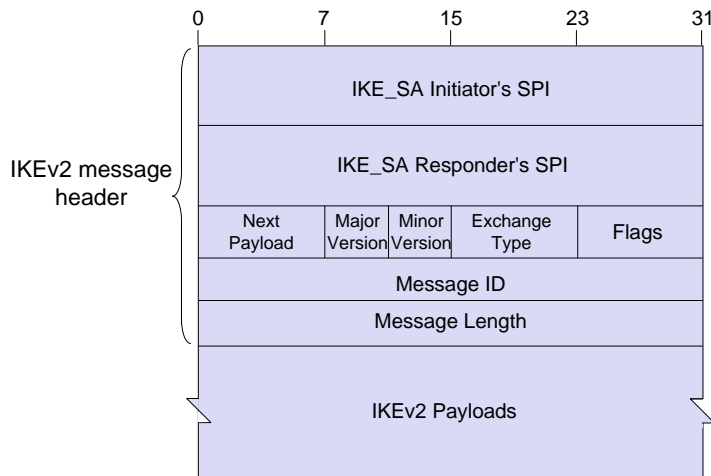 0 7 15 23 31
IKE_SA Initiator's SPI
IKEv2 message
header
IKE_SA Responder's SPI
Next
Payload
Major
Version
Minor
Version
Exchange
Type
Flags
Message ID
Message Length
IKEv2 Payloads